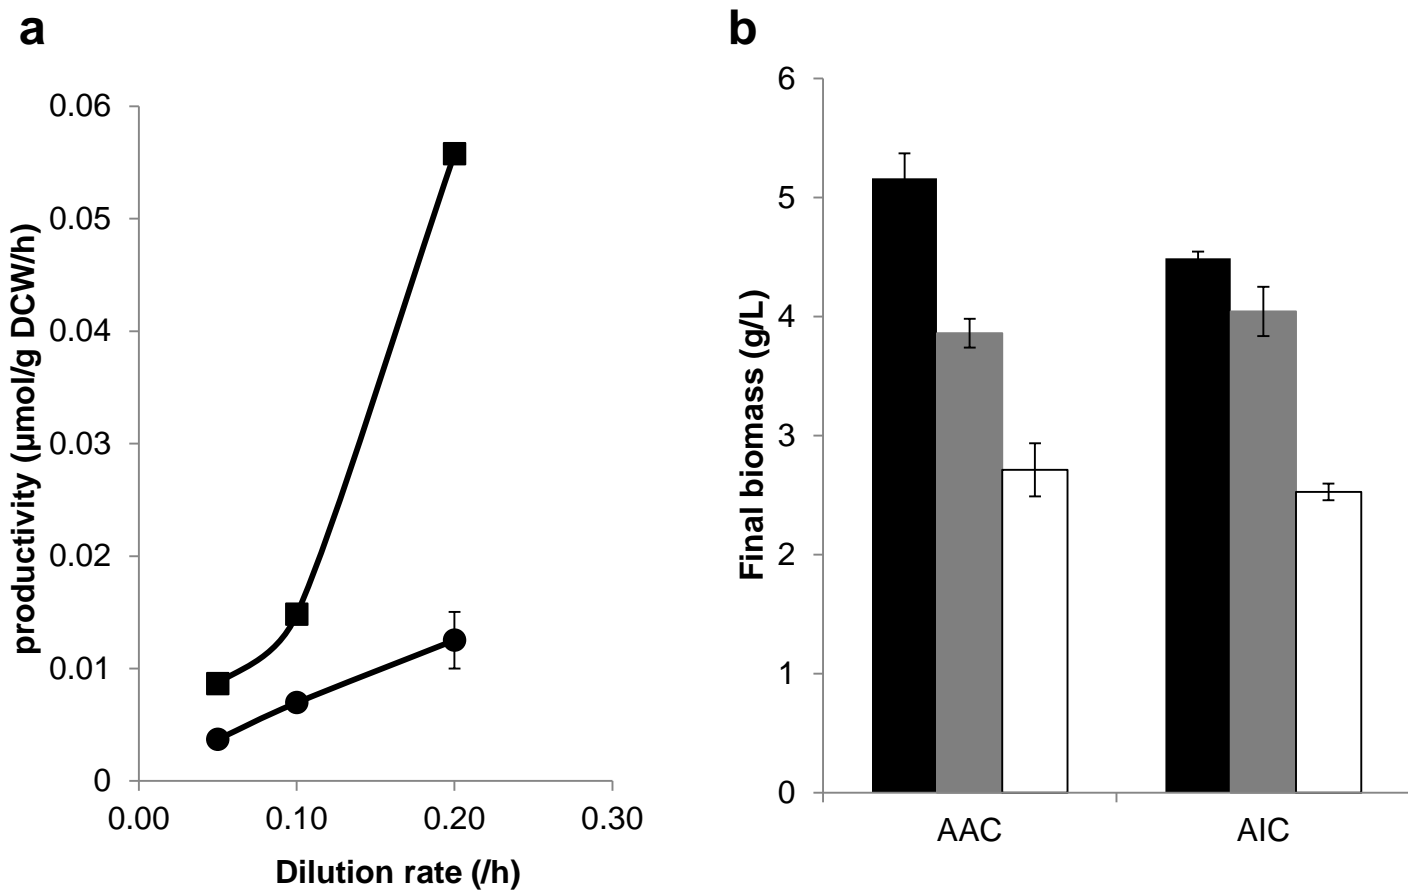 a
productivity (µmol/g DCW/h)
0.06
0.05
0.04
0.03
0.02
0.01
0
0.00 0.10 0.20 0.30
Dilution rate (/h)
b
Final biomass (g/L)
6
5
4
3
2
1
0
AAC AIC